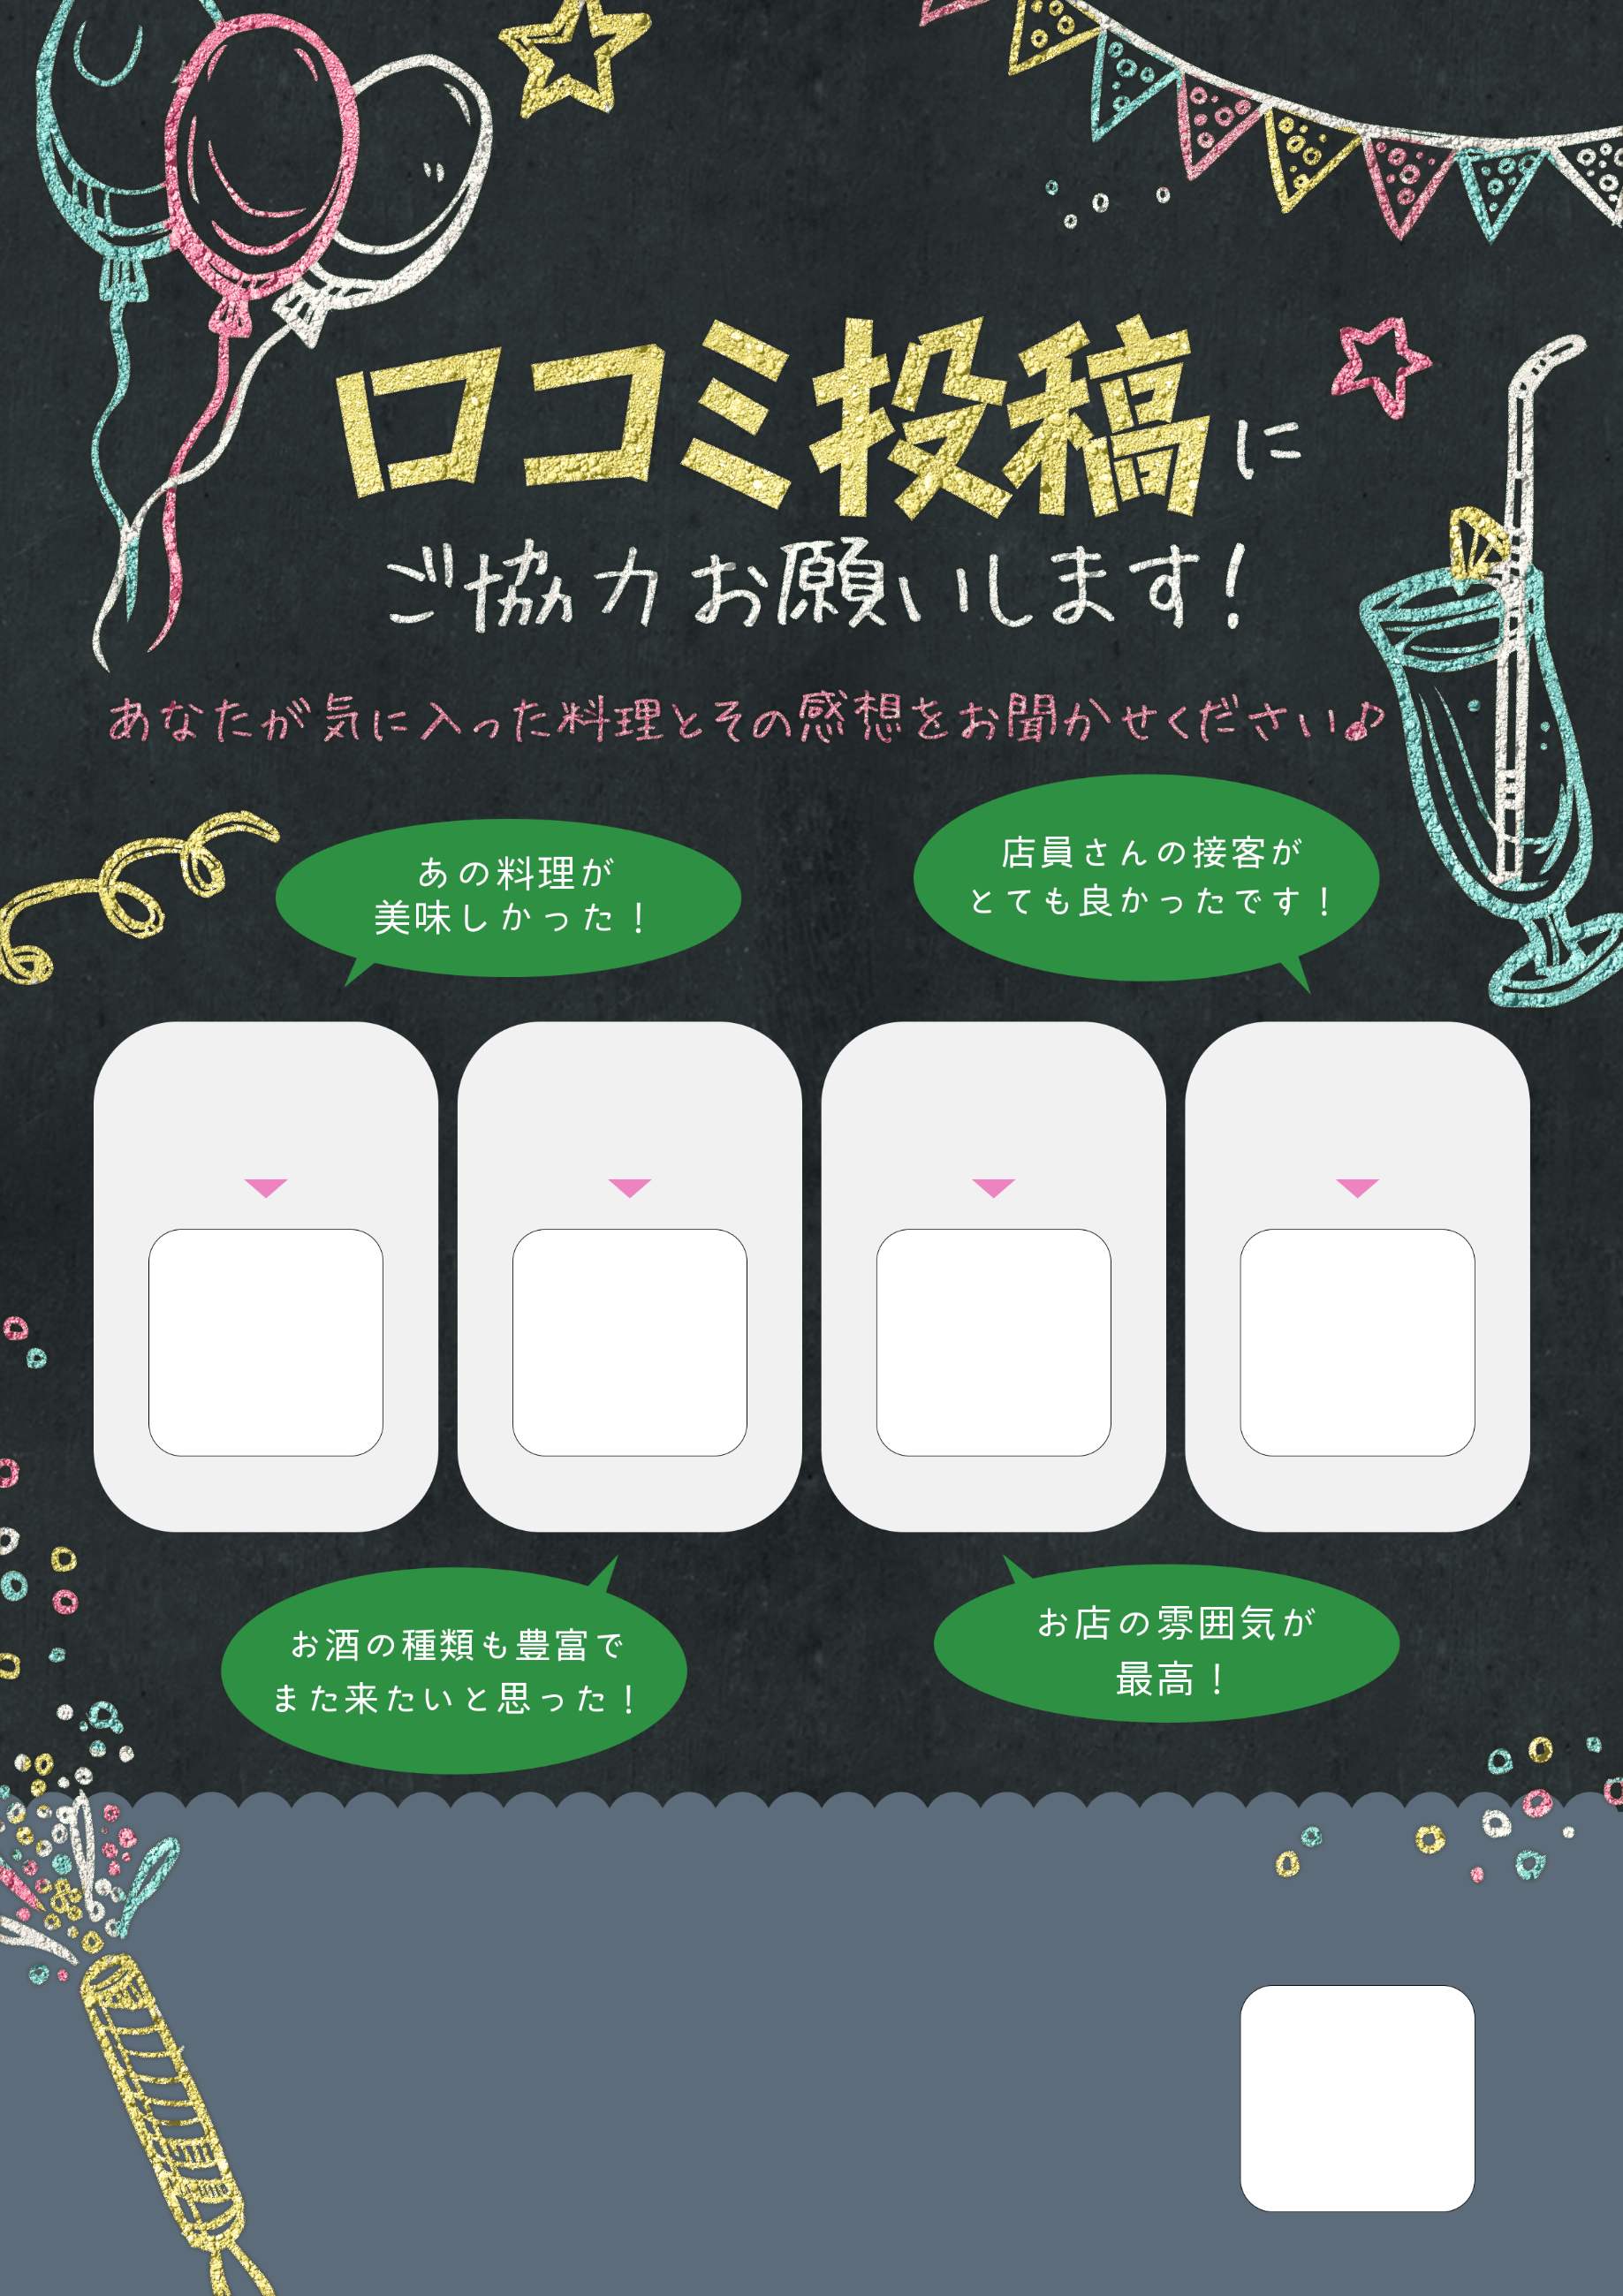 口コミ投稿に
ご協力お願いします!
あなたが気に入った料理とその感想をお聞かせください♪
あの料理が
美味しかった!
店員さんの接客が
とても良かったです!
お酒の種類も豊富で
また来たいと思った!
お店の雰囲気が
最高!